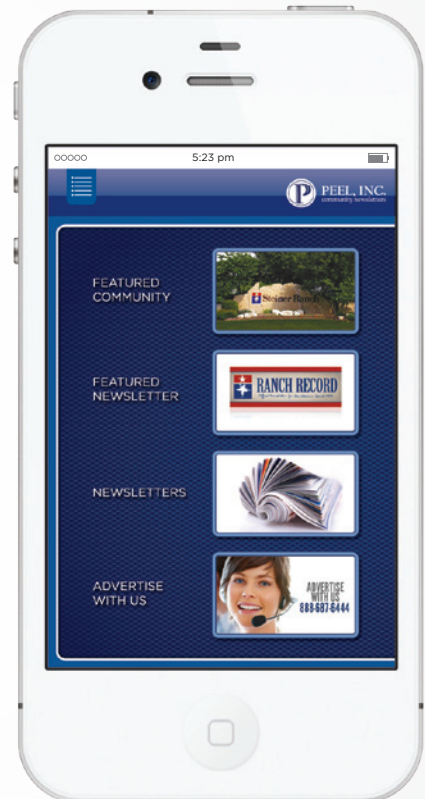 5:23 pm
PEEL, INC.
community newsletters
FEATURED
COMMUNITY
Steiner Ranch
FEATURED
NEWSLETTER
RANCH RECORD
NEWSLETTERS
ADVERTISE
WITH US
ADVERTISE
WITH US
888-687-6444